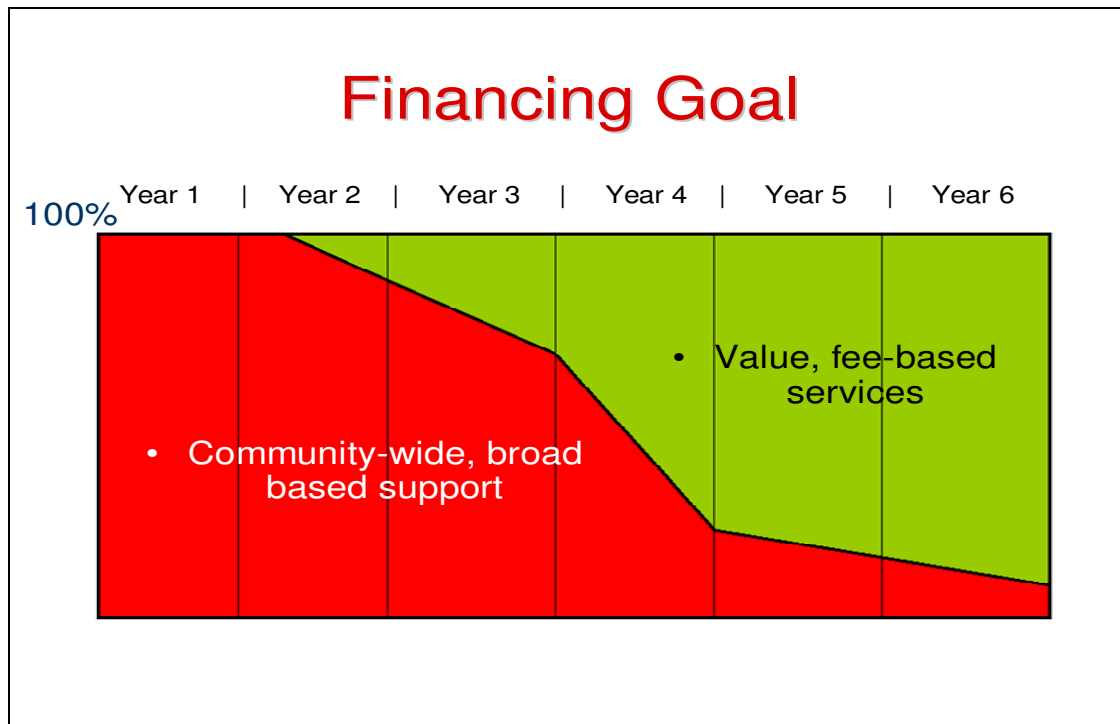 Financing Goal
Year 1 | Year 2 | Year 3 | Year 4 | Year 5 | Year 6
100%
• Value, fee-based
services
• Community-wide, broad
based support